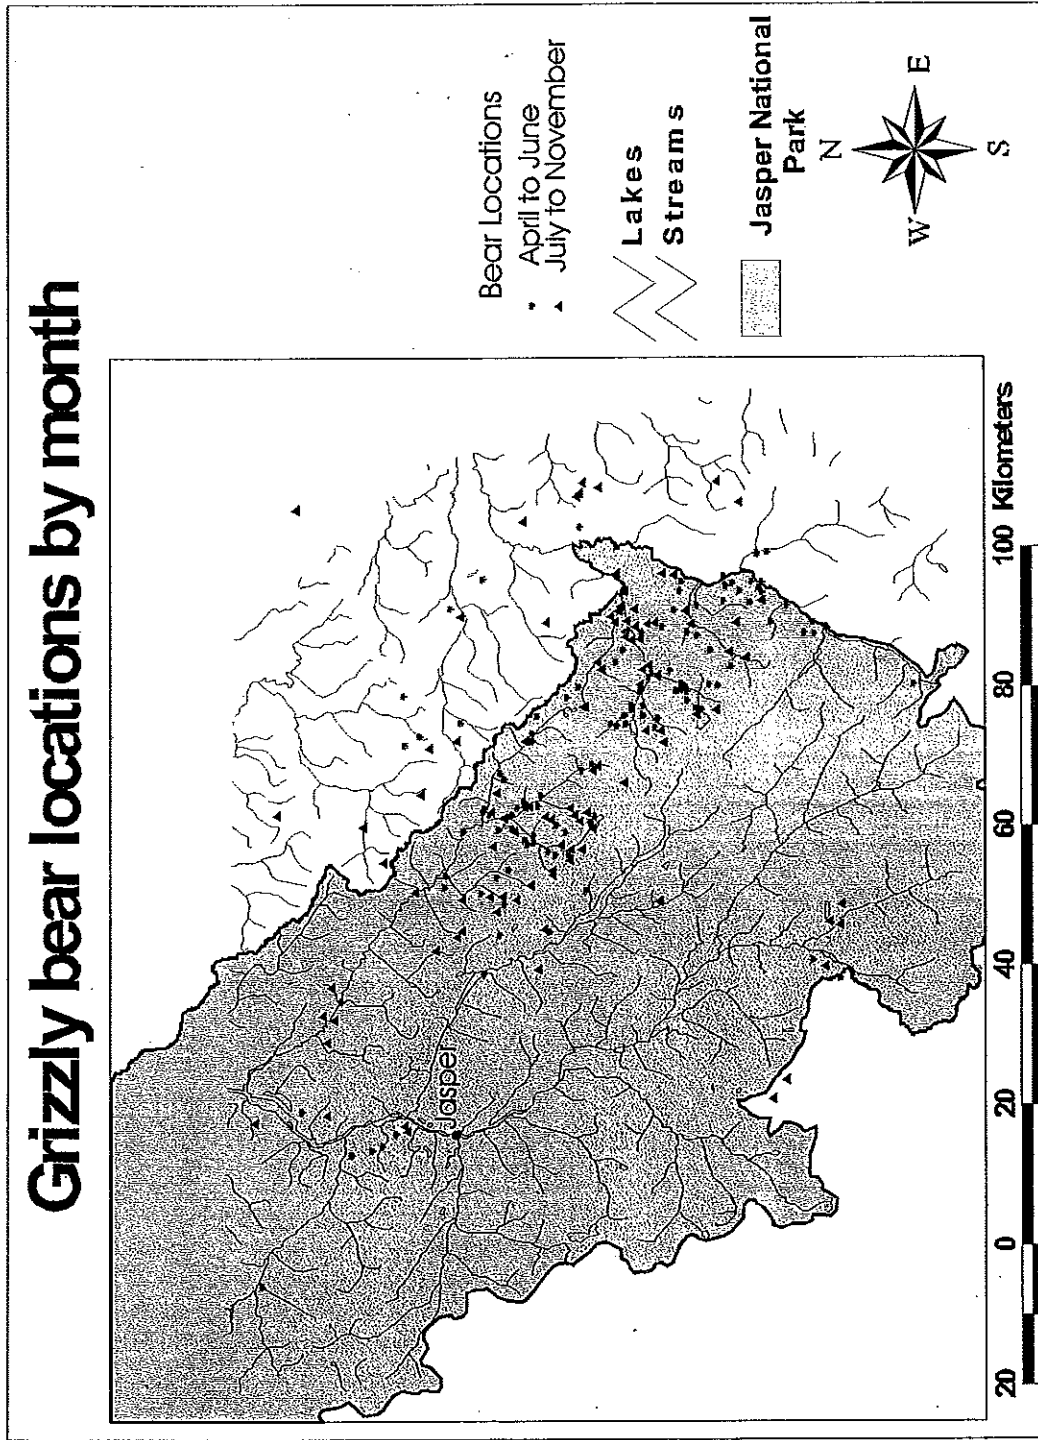 Grizzly bear locations by month
Bear Locations
April to June
July to November
Lakes
Streams
Jasper National
Park
N
W
E
S
Jasper
20 0 20 40 60 80 100 Kilometers